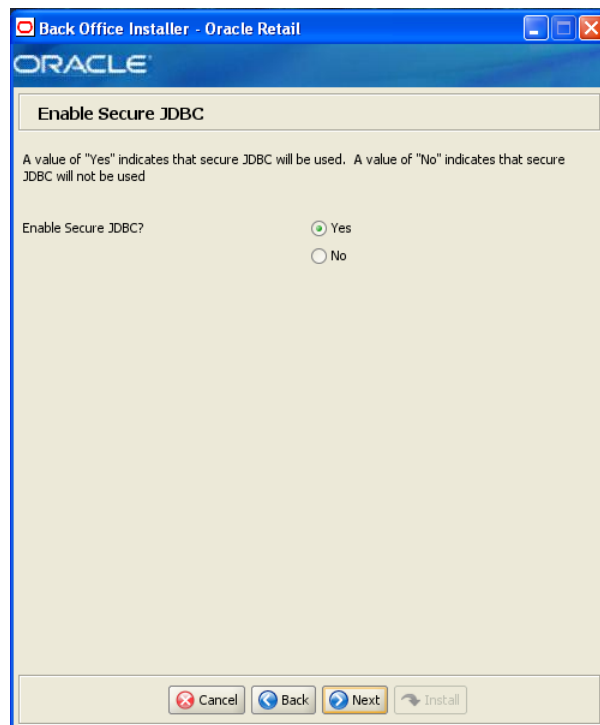 Back Office Installer - Oracle Retail
ORACLE
Enable Secure JDBC
A value of "Yes" indicates that secure JDBC will be used. A value of "No" indicates that secure
JDBC will not be used
Enable Secure JDBC?
Yes
No
Cancel
Back
Next
Install